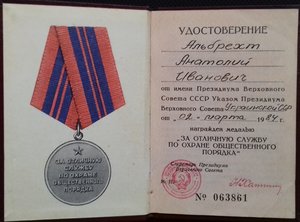 ЗА ОТЛИЧНУЮ
СЛУЖБУ
ПО ОХРАНЕ
ОБЩЕСТВЕННОГО
ПОРЯДКА
УДОСТОВЕРЕНИЕ
Альбрехт
Анатолий
Иванович
от имени Президиума Верховного
Совета СССР Указом Президиума
Верховного Совета
от „02" марта 1984 г.
награжден медалью
„ЗА ОТЛИЧНУЮ СЛУЖБУ
ПО ОХРАНЕ ОБЩЕСТВЕННОГО
ПОРЯДКА"
Секретарь Президиума
Верховного Совета
№ 063861